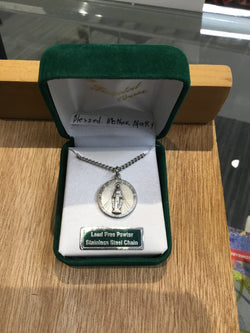 Blessed Mother Mary
Lead Free Pewter
Stainless Steel Chain